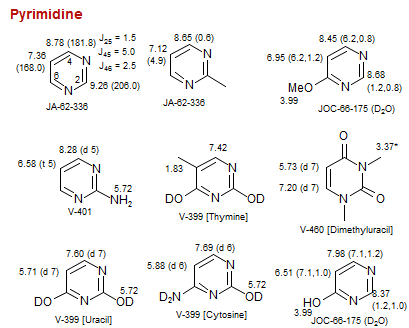 Pyrimidine
8.78 (181.8) J25 = 1.5
J45 = 5.0
J46 = 2.5
7.36
(168.0)
4
N
6
2
N
9.26 (206.0)
JA-62-336
8.65 (0.6)
7.12
(4.9)
N
N
JA-62-336
8.45 (6.2,0.8)
6.95 (6.2,1.2)
N
N
8.68
(1.2,0.8)
MeO
3.99
JOC-66-175 (D2O)
8.28 (d 5)
6.58 (t 5)
N
N
5.72
NH2
V-401
7.42
1.83
N
N
DO
OD
V-399 [Thymine]
O
3.37*
5.73 (d 7)
N
7.20 (d 7)
N
O
V-460 [Dimethyluracil]
7.60 (d 7)
5.71 (d 7)
N
N
5.72
DO
OD
V-399 [Uracil]
7.69 (d 6)
5.88 (d 6)
N
N
5.72
D2N
OD
V-399 [Cytosine]
7.98 (7.1,1.2)
6.51 (7.1,1.0)
N
N
8.37
(1.2,1.0)
HO
3.99
JOC-66-175 (D2O)